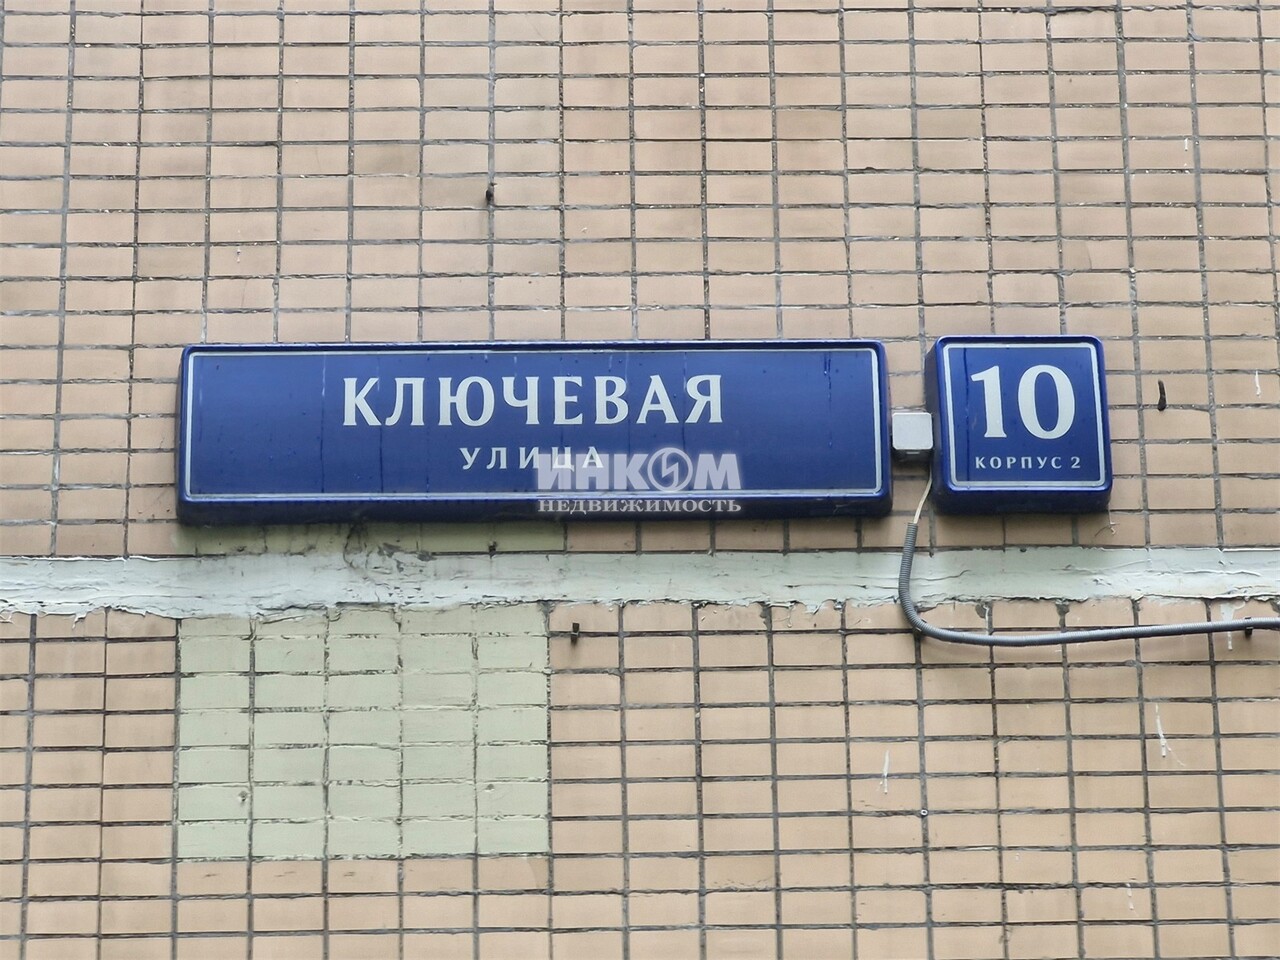 КЛЮЧЕВАЯ
УЛИЦА
10
КОРПУС 2
ИНКОМ
НЕДВИЖИМОСТЬ